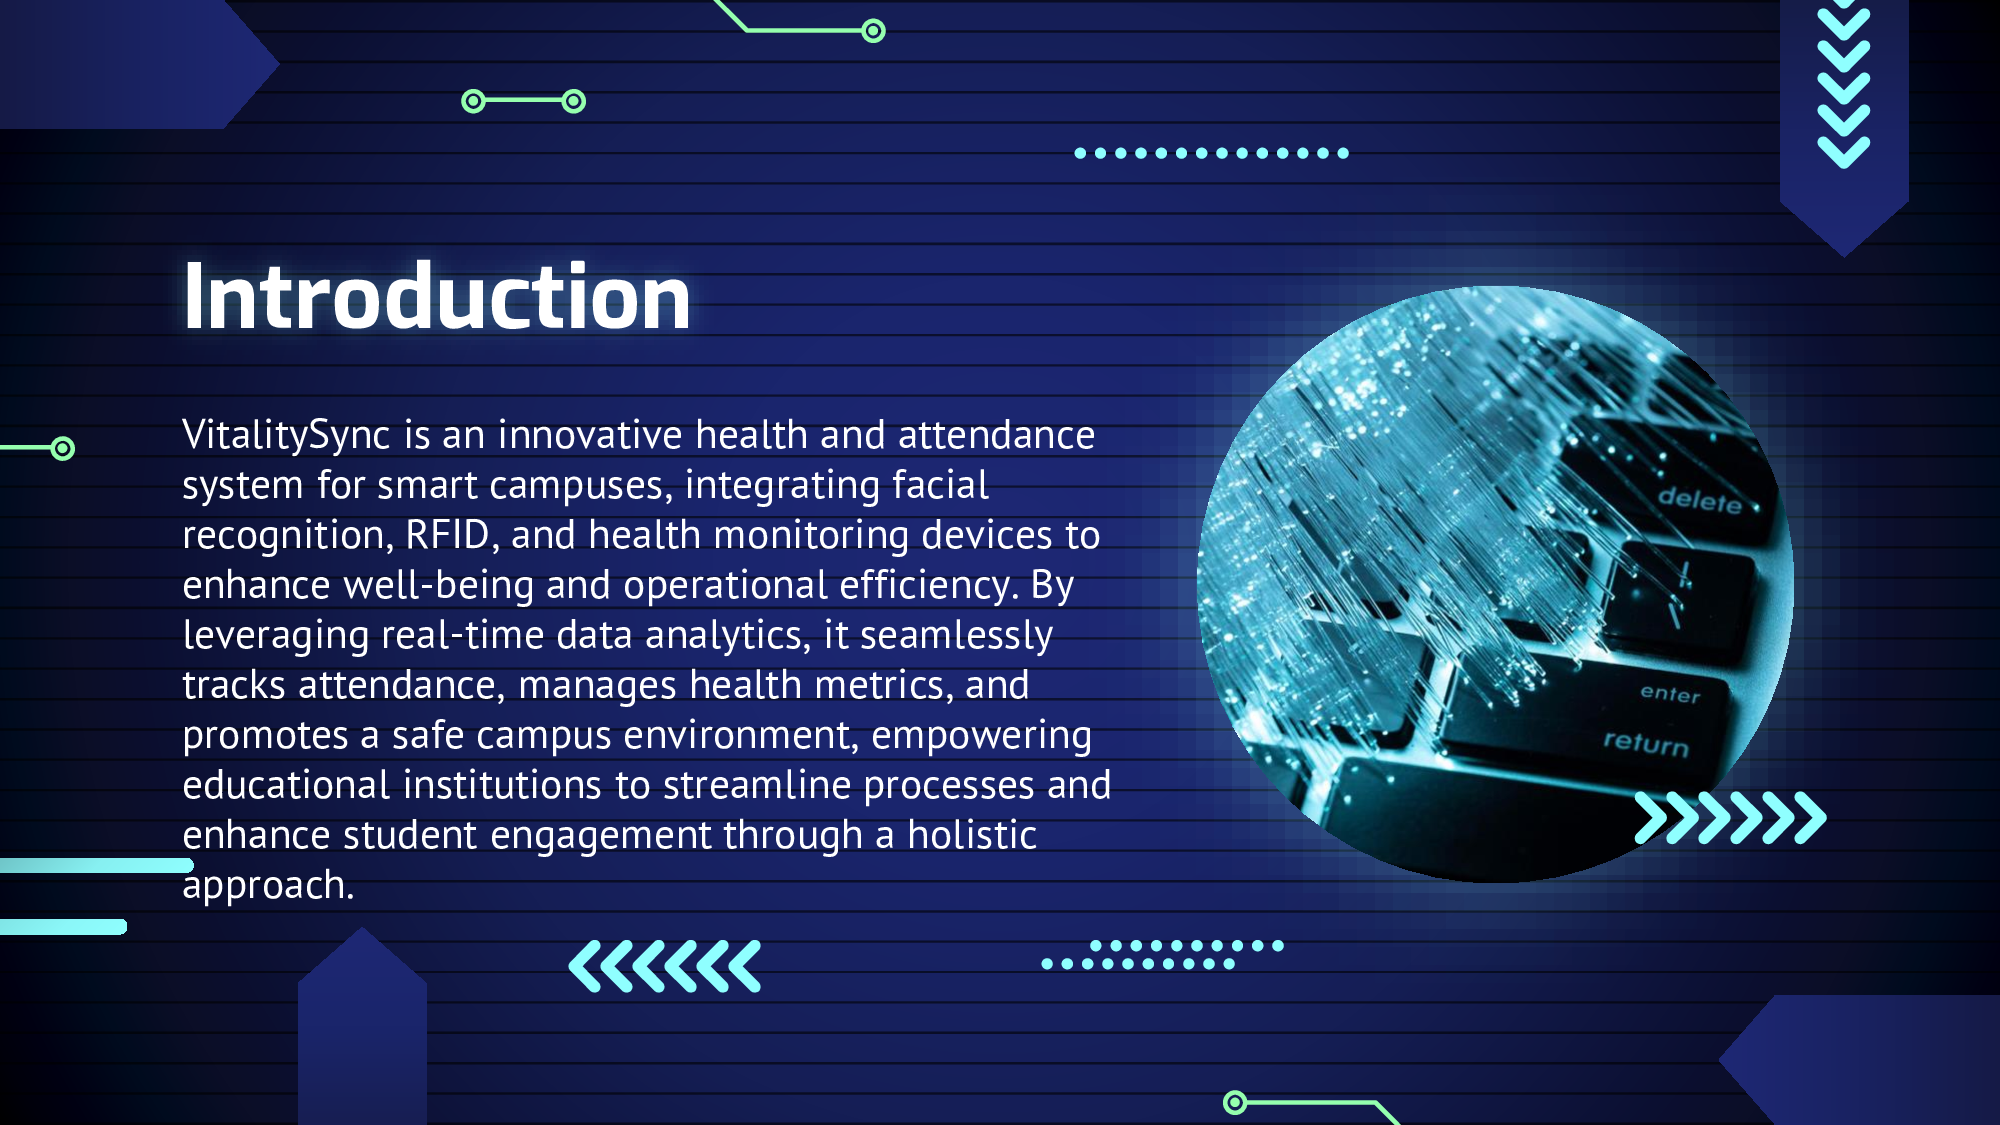 Introduction
VitalitySync is an innovative health and attendance
system for smart campuses, integrating facial
recognition, RFID, and health monitoring devices to
enhance well-being and operational efficiency. By
leveraging real-time data analytics, it seamlessly
tracks attendance, manages health metrics, and
promotes a safe campus environment, empowering
educational institutions to streamline processes and
enhance student engagement through a holistic
approach.
delete
enter
return